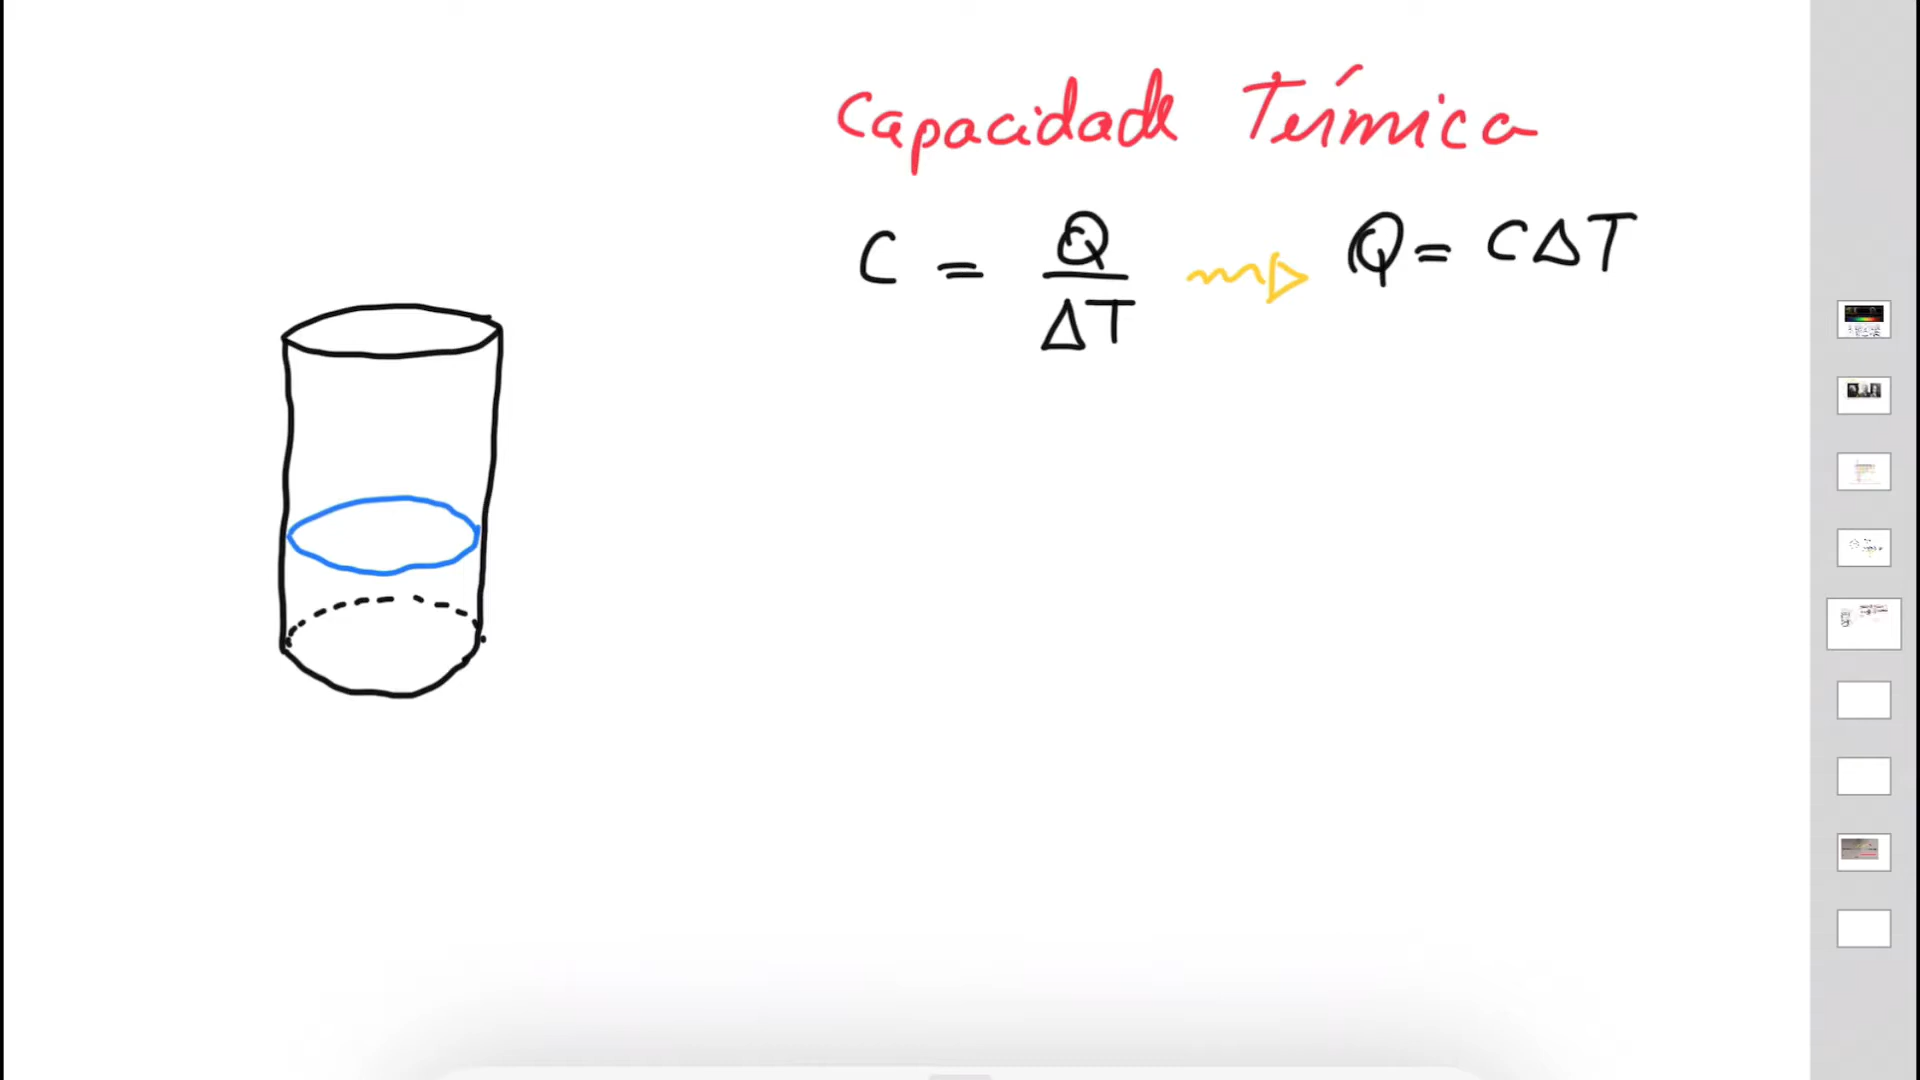 Capacidade Térmica
C = Q/ΔT → Q = CΔT